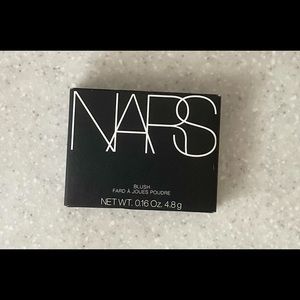 NARS
BLUSH
FARD À JOUES POUDRE
NET WT. 0.16 Oz. 4.8 g